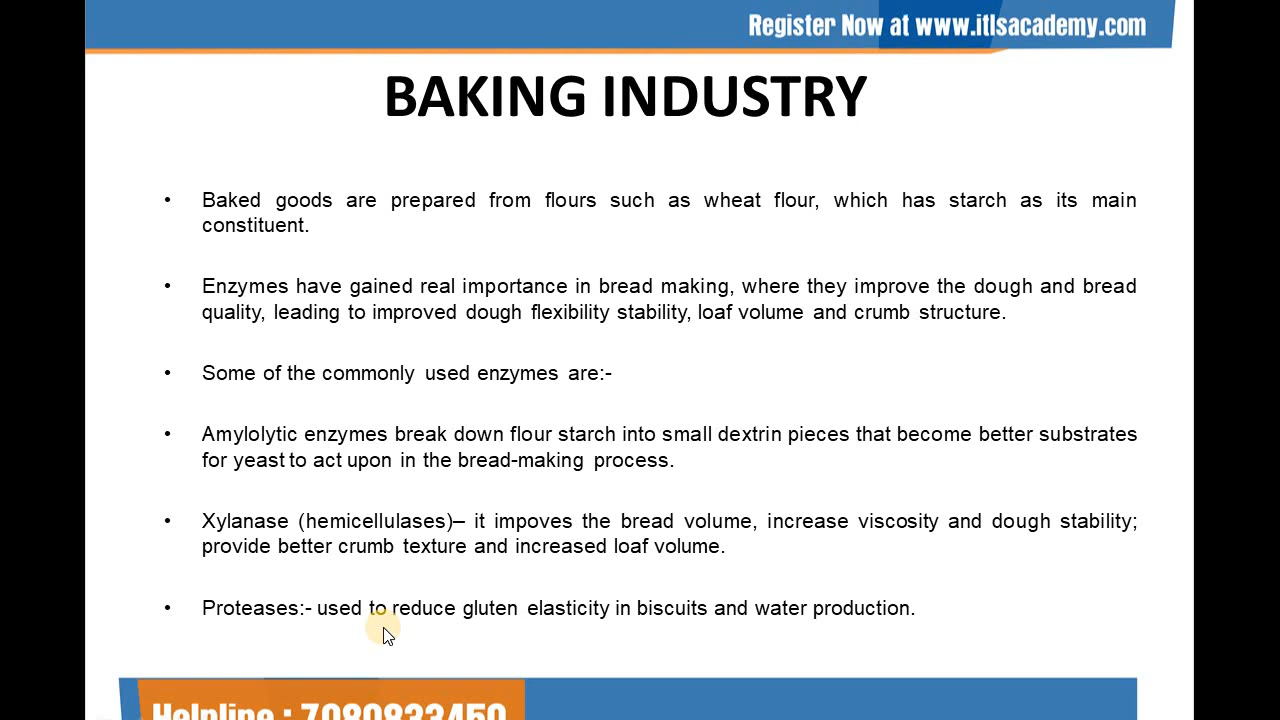 Register Now at www.itlsacademy.com
BAKING INDUSTRY
• Baked goods are prepared from flours such as wheat flour, which has starch as its main
constituent.
• Enzymes have gained real importance in bread making, where they improve the dough and bread
quality, leading to improved dough flexibility stability, loaf volume and crumb structure.
• Some of the commonly used enzymes are:-
• Amylolytic enzymes break down flour starch into small dextrin pieces that become better substrates
for yeast to act upon in the bread-making process.
• Xylanase (hemicellulases)– it impoves the bread volume, increase viscosity and dough stability;
provide better crumb texture and increased loaf volume.
• Proteases:- used to reduce gluten elasticity in biscuits and water production.
Helpline : 7080833450